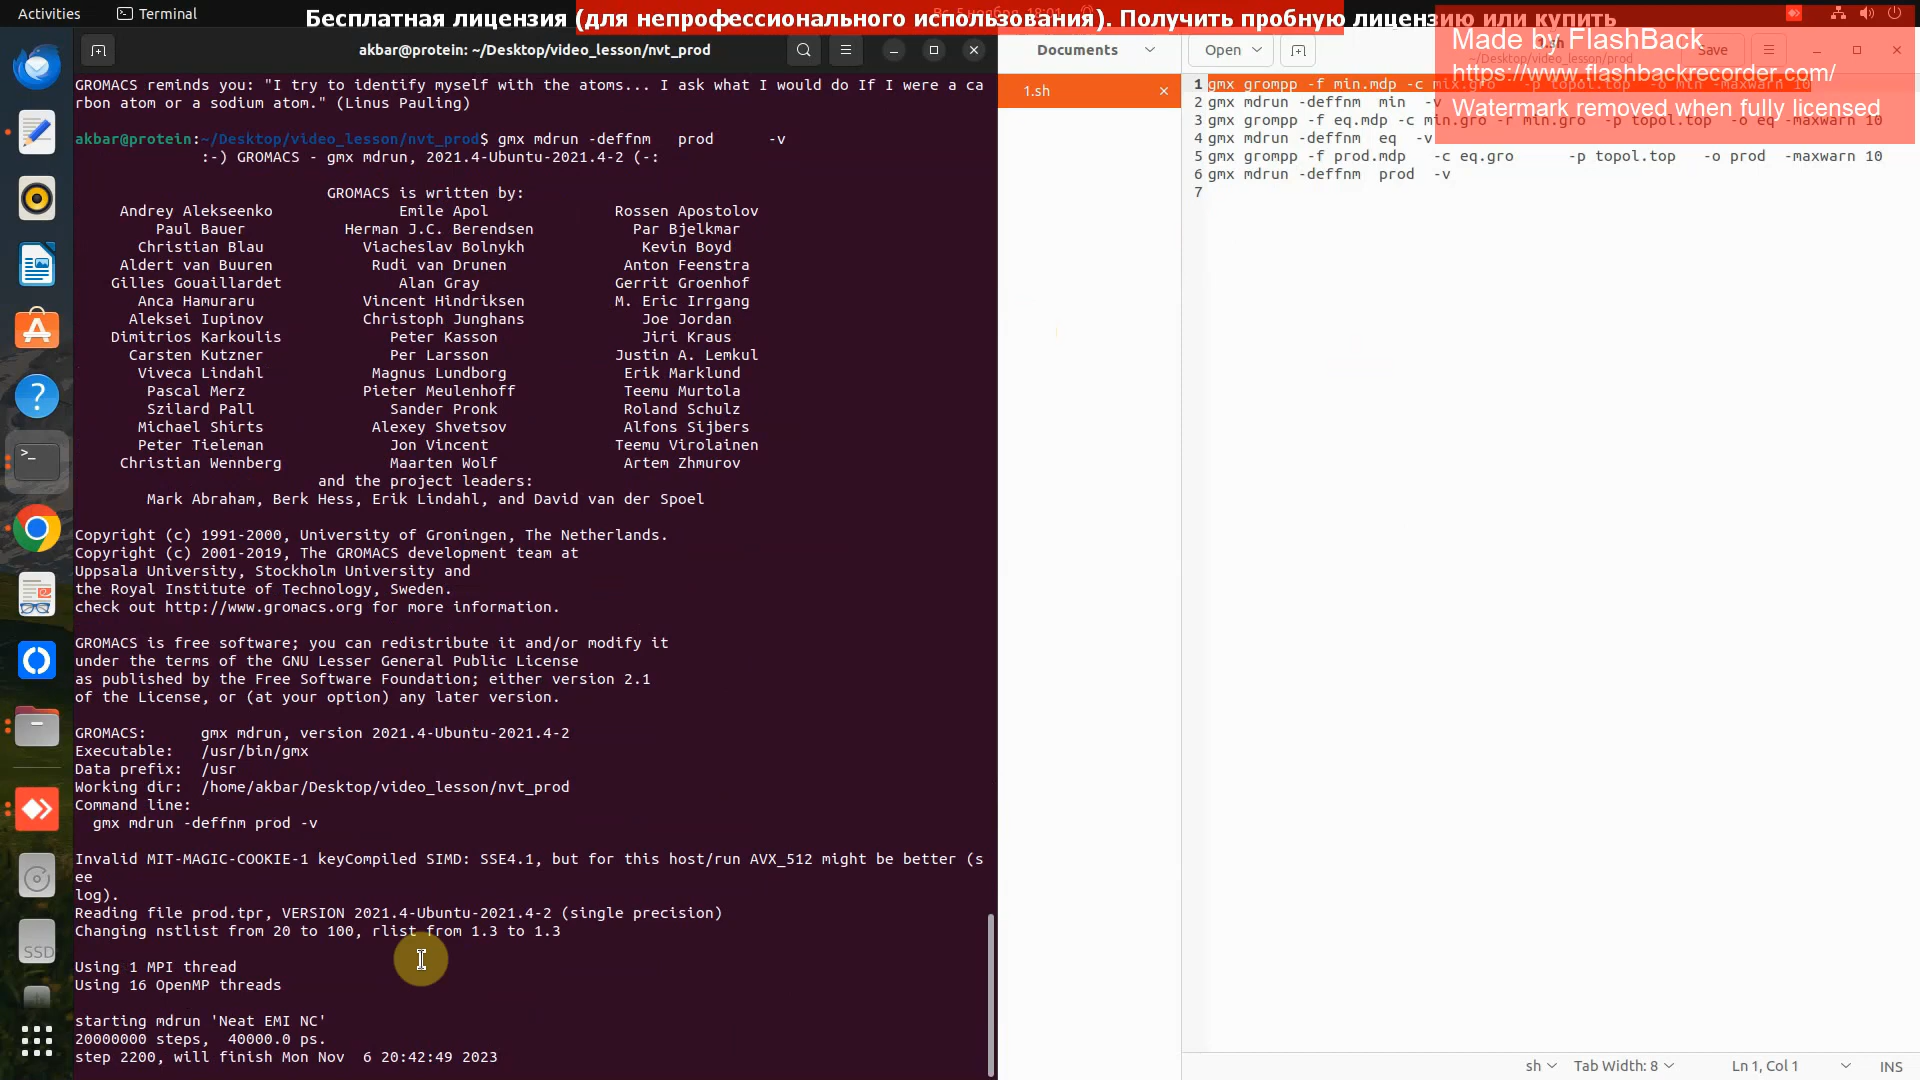 Activities
Terminal
Бесплатная лицензия (для непрофессионального использования). Получить пробную лицензию или купить
akbar@protein: ~/Desktop/video_lesson/nvt_prod
GROMACS reminds you: "I try to identify myself with the atoms... I ask what I would do If I were a ca
rbon atom or a sodium atom." (Linus Pauling)
akbar@protein:~/Desktop/video_lesson/nvt_prod$ gmx mdrun -deffnm   prod      -v
:-) GROMACS - gmx mdrun, 2021.4-Ubuntu-2021.4-2 (-:
GROMACS is written by:
Andrey Alekseenko Emile Apol Rossen Apostolov
Paul Bauer Herman J.C. Berendsen Par Bjelkmar
Christian Blau Viacheslav Bolnykh Kevin Boyd
Aldert van Buuren Rudi van Drunen Anton Feenstra
Gilles Gouaillardet Alan Gray Gerrit Groenhof
Anca Hamuraru Vincent Hindriksen M. Eric Irrgang
Aleksei Iupinov Christoph Junghans Joe Jordan
Dimitrios Karkoulis Peter Kasson Jiri Kraus
Carsten Kutzner Per Larsson Justin A. Lemkul
Viveca Lindahl Magnus Lundborg Erik Marklund
Pascal Merz Pieter Meulenhoff Teemu Murtola
Szilard Pall Sander Pronk Roland Schulz
Michael Shirts Alexey Shvetsov Alfons Sijbers
Peter Tieleman Jon Vincent Teemu Virolainen
Christian Wennberg Maarten Wolf Artem Zhmurov
and the project leaders:
Mark Abraham, Berk Hess, Erik Lindahl, and David van der Spoel
Copyright (c) 1991-2000, University of Groningen, The Netherlands.
Copyright (c) 2001-2019, The GROMACS development team at
Uppsala University, Stockholm University and
the Royal Institute of Technology, Sweden.
check out http://www.gromacs.org for more information.
GROMACS is free software; you can redistribute it and/or modify it
under the terms of the GNU Lesser General Public License
as published by the Free Software Foundation; either version 2.1
of the License, or (at your option) any later version.
GROMACS:      gmx mdrun, version 2021.4-Ubuntu-2021.4-2
Executable:   /usr/bin/gmx
Data prefix:  /usr
Working dir:  /home/akbar/Desktop/video_lesson/nvt_prod
Command line:
gmx mdrun -deffnm prod -v
Invalid MIT-MAGIC-COOKIE-1 keyCompiled SIMD: SSE4.1, but for this host/run AVX_512 might be better (s
ee
log).
Reading file prod.tpr, VERSION 2021.4-Ubuntu-2021.4-2 (single precision)
Changing nstlist from 20 to 100, rlist from 1.3 to 1.3
Using 1 MPI thread
Using 16 OpenMP threads
starting mdrun 'Neat EMI NC'
20000000 steps,  40000.0 ps.
step 2200, will finish Mon Nov  6 20:42:49 2023
SSD
Documents
Open
Save
1.sh
~/Desktop/video_lesson/prod
Made by FlashBack
https://www.flashbackrecorder.com/
Watermark removed when fully licensed
1.sh
1 gmx grompp -f min.mdp -c mix.gro   -p topol.top  -o min -maxwarn 10
2 gmx mdrun -deffnm  min  -v
3 gmx grompp -f eq.mdp -c min.gro -r min.gro  -p topol.top  -o eq -maxwarn 10
4 gmx mdrun -deffnm  eq  -v
5 gmx grompp -f prod.mdp   -c eq.gro      -p topol.top   -o prod  -maxwarn 10
6 gmx mdrun -deffnm  prod  -v
7
sh
Tab Width: 8
Ln 1, Col 1
INS